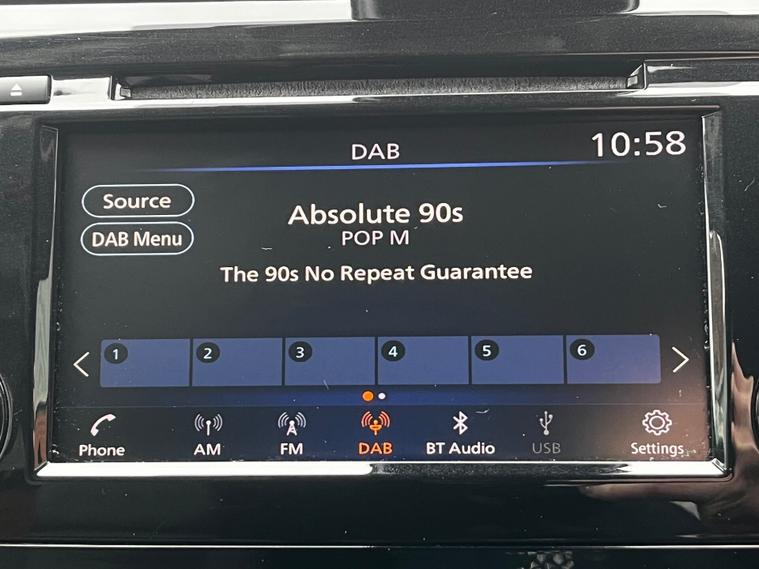 DAB
10:58
Source
Absolute 90s
DAB Menu
POP M
The 90s No Repeat Guarantee
1 2 3 4 5 6
Phone AM FM DAB BT Audio USB Settings